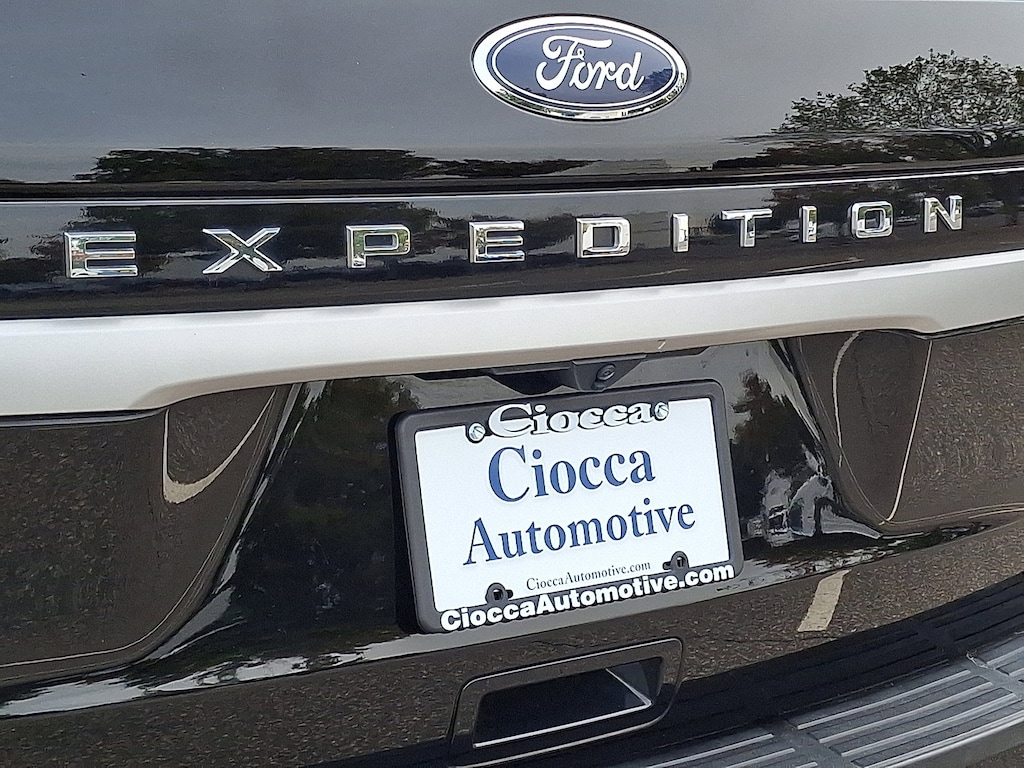 Ford
EXPEDITION
Ciocca
Ciocca
Automotive
CioccaAutomotive.com
CioccaAutomotive.com